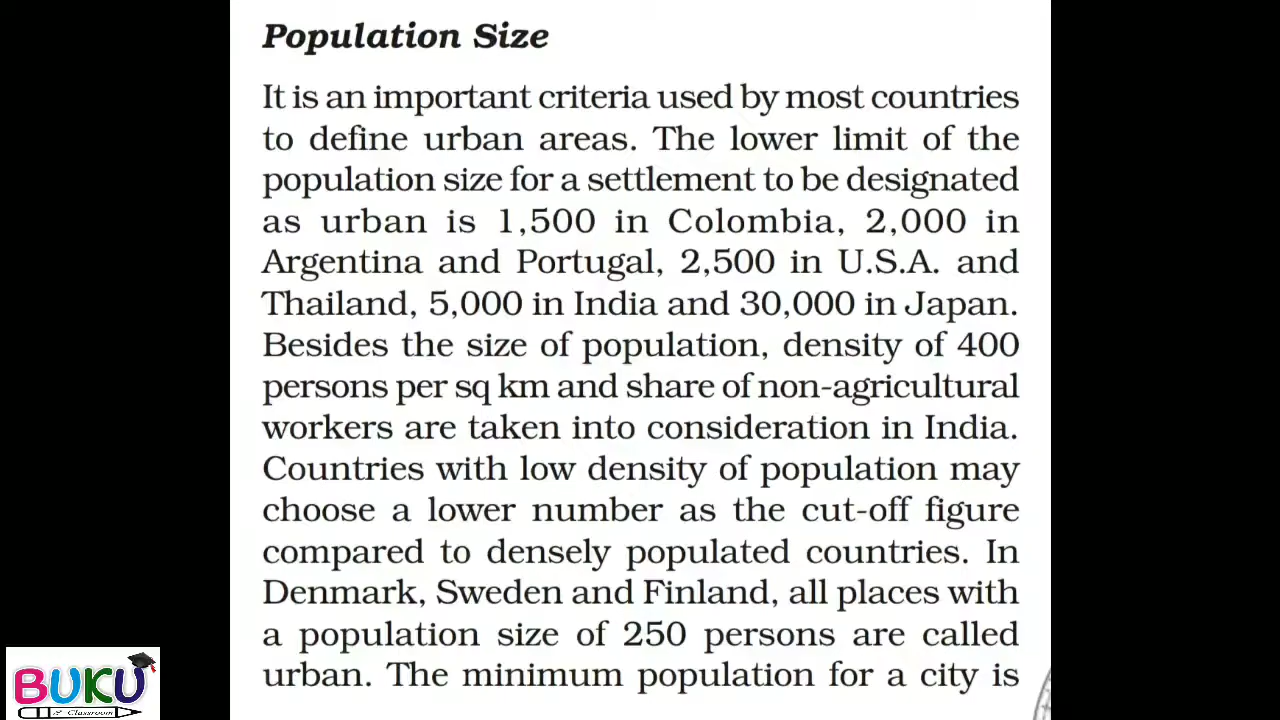 Population Size
It is an important criteria used by most countries
to define urban areas. The lower limit of the
population size for a settlement to be designated
as urban is 1,500 in Colombia, 2,000 in
Argentina and Portugal, 2,500 in U.S.A. and
Thailand, 5,000 in India and 30,000 in Japan.
Besides the size of population, density of 400
persons per sq km and share of non-agricultural
workers are taken into consideration in India.
Countries with low density of population may
choose a lower number as the cut-off figure
compared to densely populated countries. In
Denmark, Sweden and Finland, all places with
a population size of 250 persons are called
urban. The minimum population for a city is
BUKU
Classroom